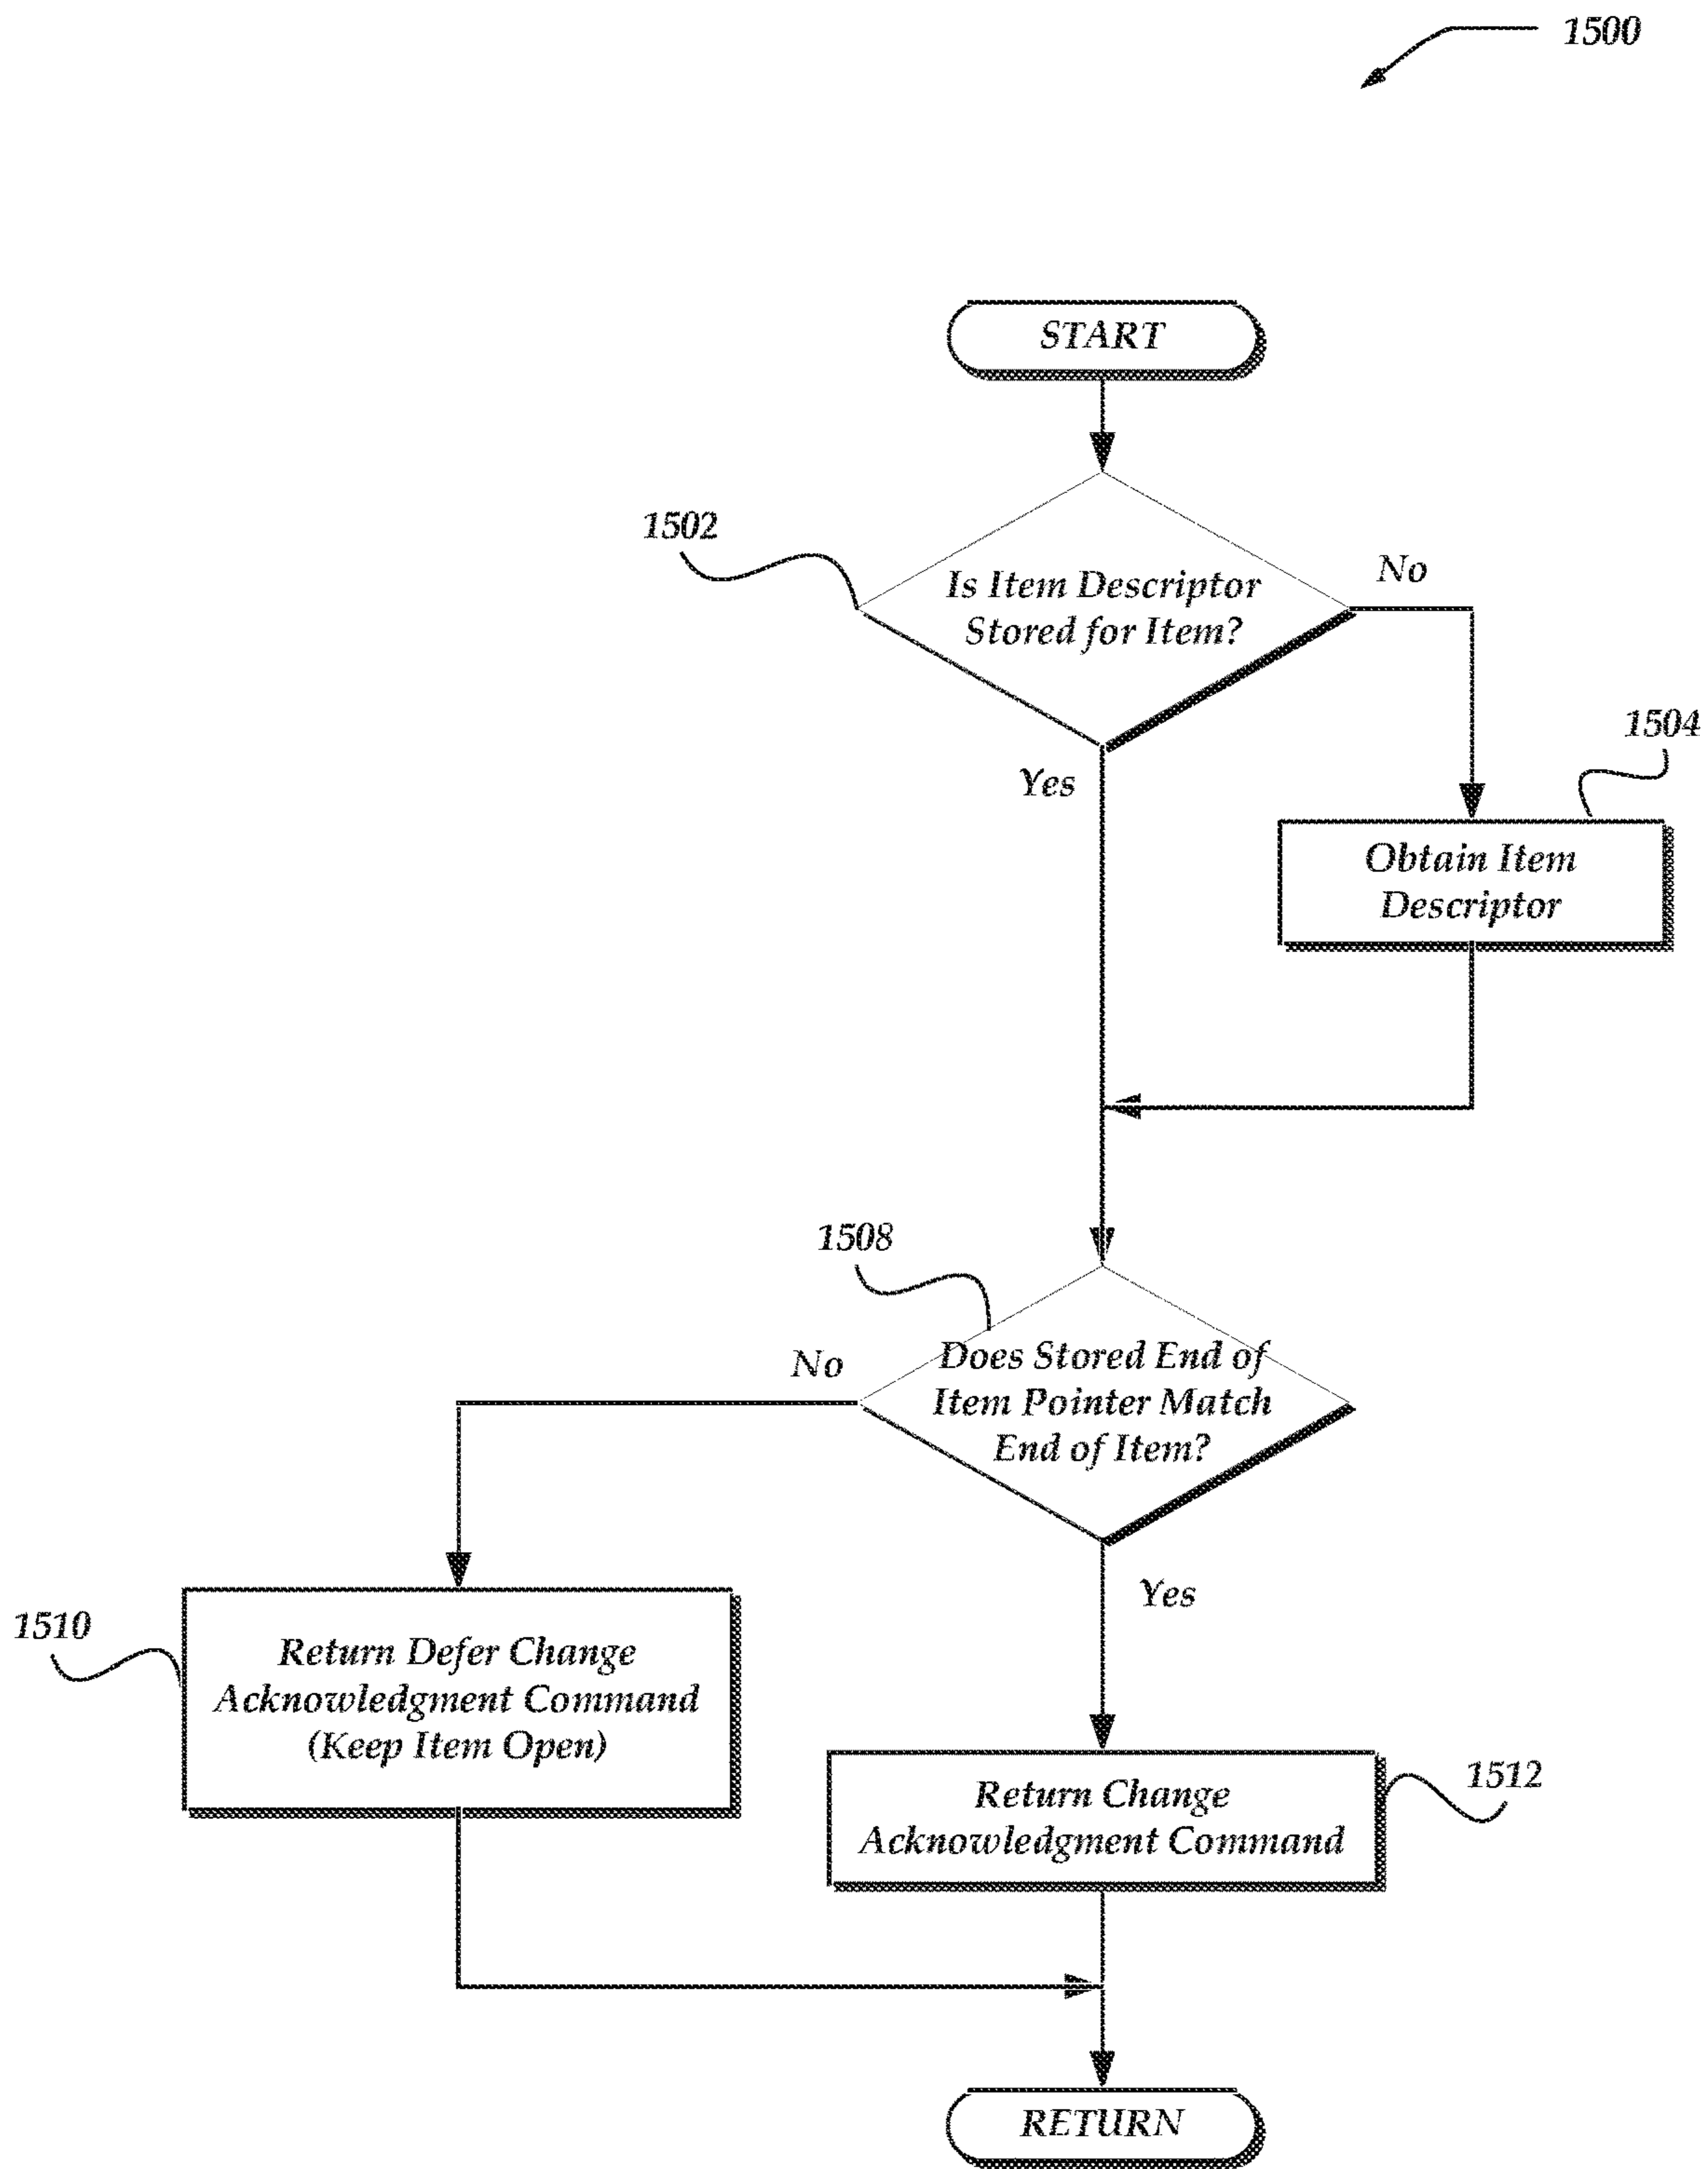 1500
START
1502
Is Item Descriptor
Stored for Item?
No
Yes
1504
Obtain Item
Descriptor
1508
Does Stored End of
Item Pointer Match
End of Item?
No
Yes
1510
Return Defer Change
Acknowledgment Command
(Keep Item Open)
Return Change
Acknowledgment Command
1512
RETURN